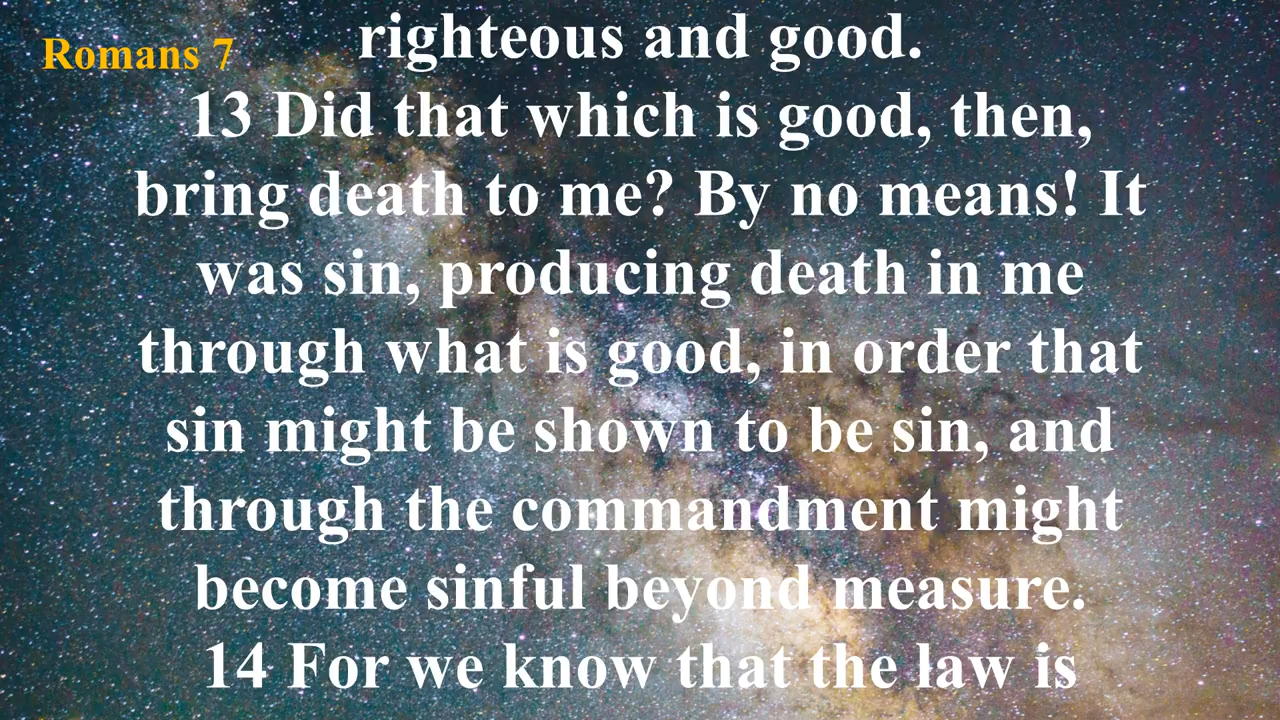 Romans 7
righteous and good.
13 Did that which is good, then,
bring death to me? By no means! It
was sin, producing death in me
through what is good, in order that
sin might be shown to be sin, and
through the commandment might
become sinful beyond measure.
14 For we know that the law is